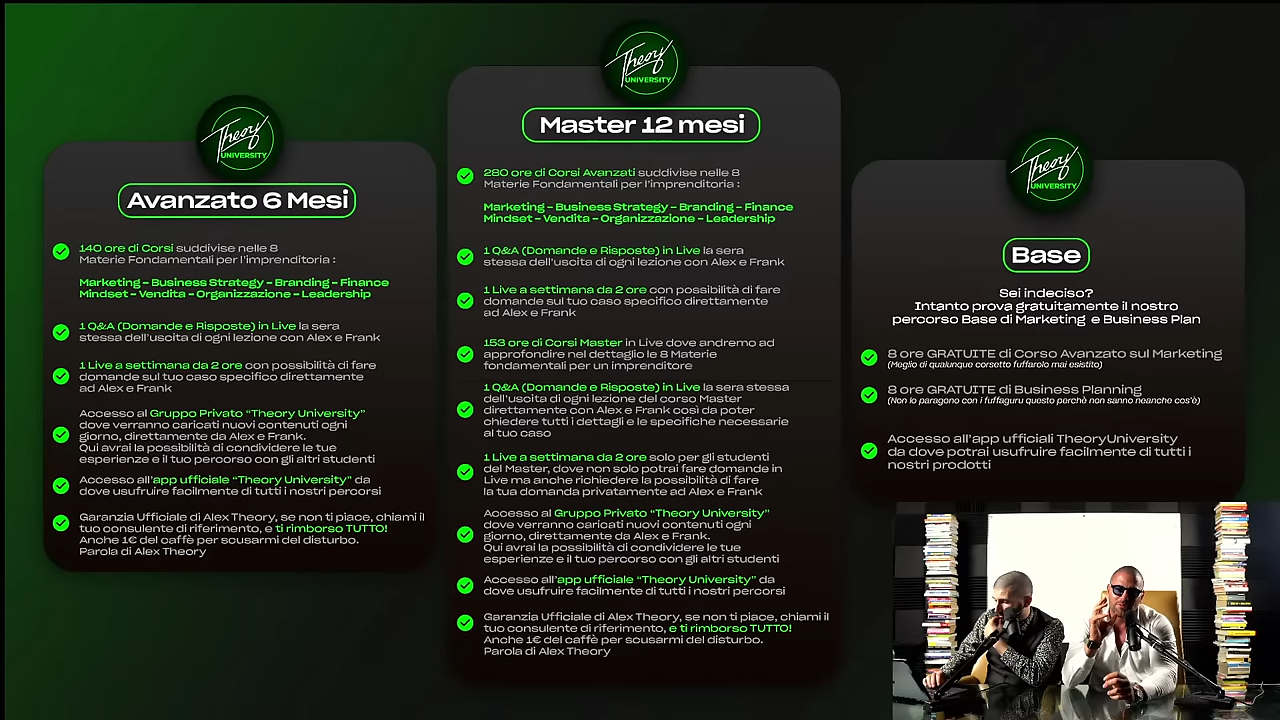 Theory
UNIVERSITY
Avanzato 6 Mesi
140 ore di Corsi suddivise nelle 8
Materie Fondamentali per l'imprenditoria :
Marketing - Business Strategy - Branding - Finance
Mindset - Vendita - Organizzazione - Leadership
1 Q&A (Domande e Risposte) in Live la sera
stessa dell'uscita di ogni lezione con Alex e Frank
1 Live a settimana da 2 ore con possibilità di fare
domande sul tuo caso specifico direttamente
ad Alex e Frank
Accesso al Gruppo Privato "Theory University"
dove verranno caricati nuovi contenuti ogni
giorno, direttamente da Alex e Frank.
Qui avrai la possibilità di condividere le tue
esperienze e il tuo percorso con gli altri studenti
Accesso all'app ufficiale "Theory University" da
dove usufruire facilmente di tutti i nostri percorsi
Garanzia Ufficiale di Alex Theory, se non ti piace, chiami il
tuo consulente di riferimento, e ti rimborso TUTTO!
Anche 1€ del caffè per scusarmi del disturbo.
Parola di Alex Theory
Theory
UNIVERSITY
Master 12 mesi
280 ore di Corsi Avanzati suddivise nelle 8
Materie Fondamentali per l'imprenditoria :
Marketing - Business Strategy - Branding - Finance
Mindset - Vendita - Organizzazione - Leadership
1 Q&A (Domande e Risposte) in Live la sera
stessa dell'uscita di ogni lezione con Alex e Frank
1 Live a settimana da 2 ore con possibilità di fare
domande sul tuo caso specifico direttamente
ad Alex e Frank
153 ore di Corsi Master in Live dove andremo ad
approfondire nel dettaglio le 8 Materie
fondamentali per un imprenditore
1 Q&A (Domande e Risposte) in Live la sera stessa
dell'uscita di ogni lezione del corso Master
direttamente con Alex e Frank così da poter
chiedere tutti i dettagli e le specifiche necessarie
al tuo caso
1 Live a settimana da 2 ore solo per gli studenti
del Master, dove non solo potrai fare domande in
Live ma anche richiedere la possibilità di fare
la tua domanda privatamente ad Alex e Frank
Accesso al Gruppo Privato "Theory University"
dove verranno caricati nuovi contenuti ogni
giorno, direttamente da Alex e Frank.
Qui avrai la possibilità di condividere le tue
esperienze e il tuo percorso con gli altri studenti
Accesso all'app ufficiale "Theory University" da
dove usufruire facilmente di tutti i nostri percorsi
Garanzia Ufficiale di Alex Theory, se non ti piace, chiami il
tuo consulente di riferimento, e ti rimborso TUTTO!
Anche 1€ del caffè per scusarmi del disturbo.
Parola di Alex Theory
Theory
UNIVERSITY
Base
Sei indeciso?
Intanto prova gratuitamente il nostro
percorso Base di Marketing e Business Plan
8 ore GRATUITE di Corso Avanzato sul Marketing
(Meglio di qualunque corsetto fuffarolo mai esistito)
8 ore GRATUITE di Business Planning
(Non lo paragono con i fuffaguru questo perchè non sanno neanche cos'è)
Accesso all'app ufficiali TheoryUniversity
da dove potrai usufruire facilmente di tutti i
nostri prodotti